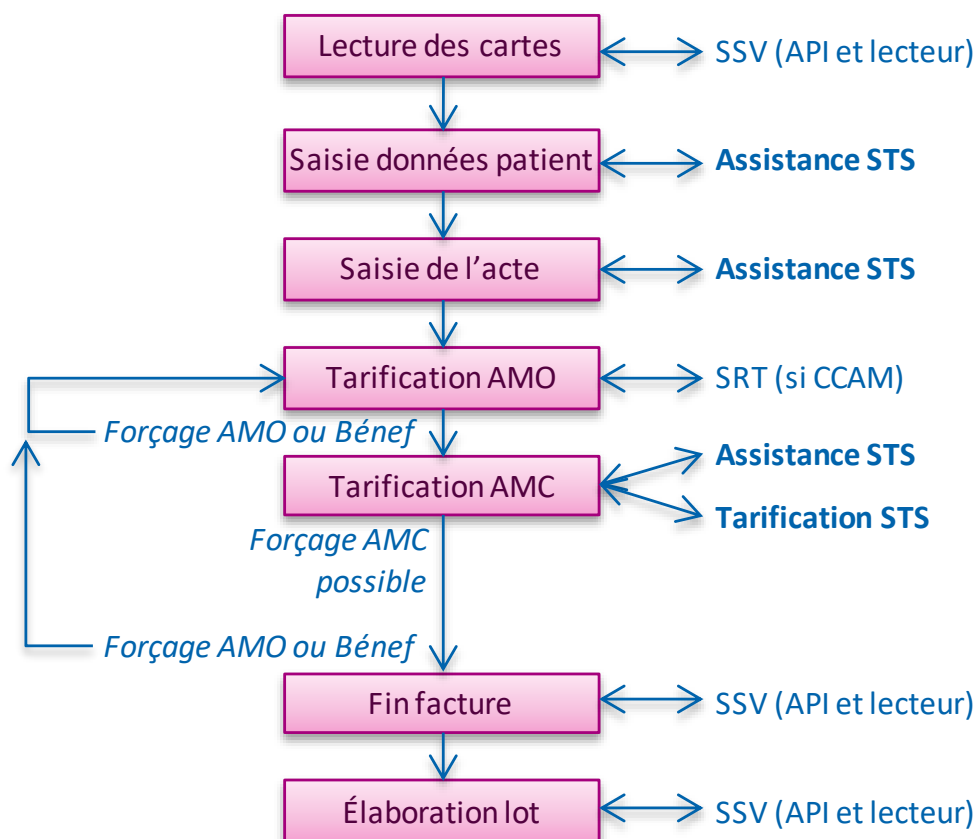 Lecture des cartes
SSV (API et lecteur)
Saisie données patient
Assistance STS
Saisie de l'acte
Assistance STS
Tarification AMO
SRT (si CCAM)
Forçage AMO ou Bénef
Assistance STS
Tarification AMC
Tarification STS
Forçage AMC
possible
Forçage AMO ou Bénef
Fin facture
SSV (API et lecteur)
Élaboration lot
SSV (API et lecteur)